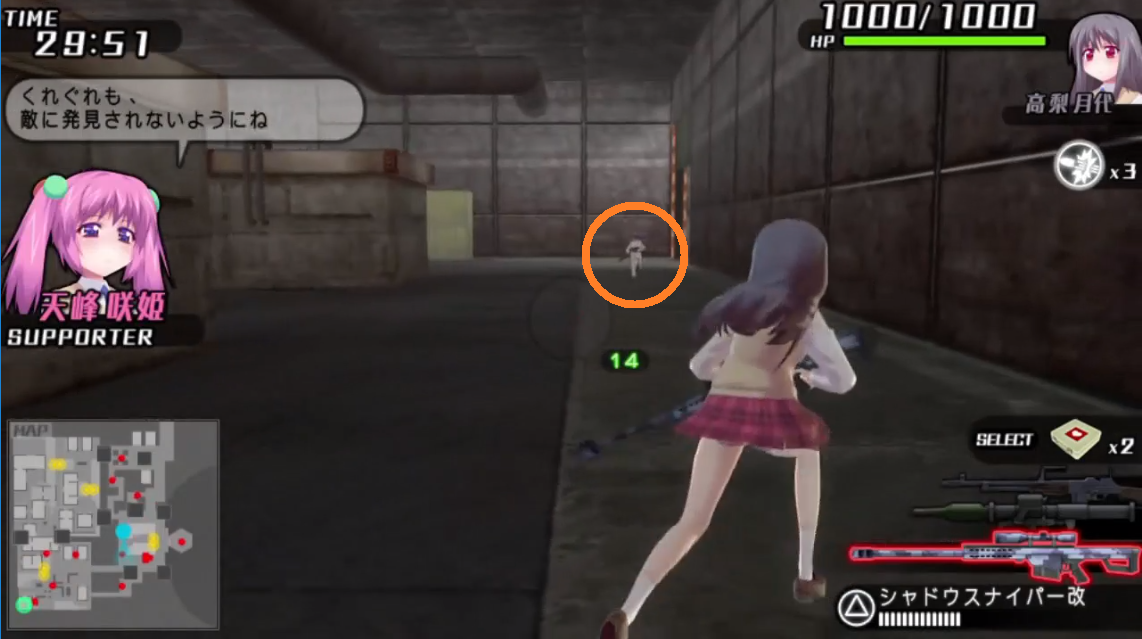 TIME
29:51
1000/1000
HP
高梨 月代
x3
くれぐれも、
敵に発見されないようにね
天峰 咲姫
SUPPORTER
14
MAP
SELECT
x2
シャドウスナイパー改